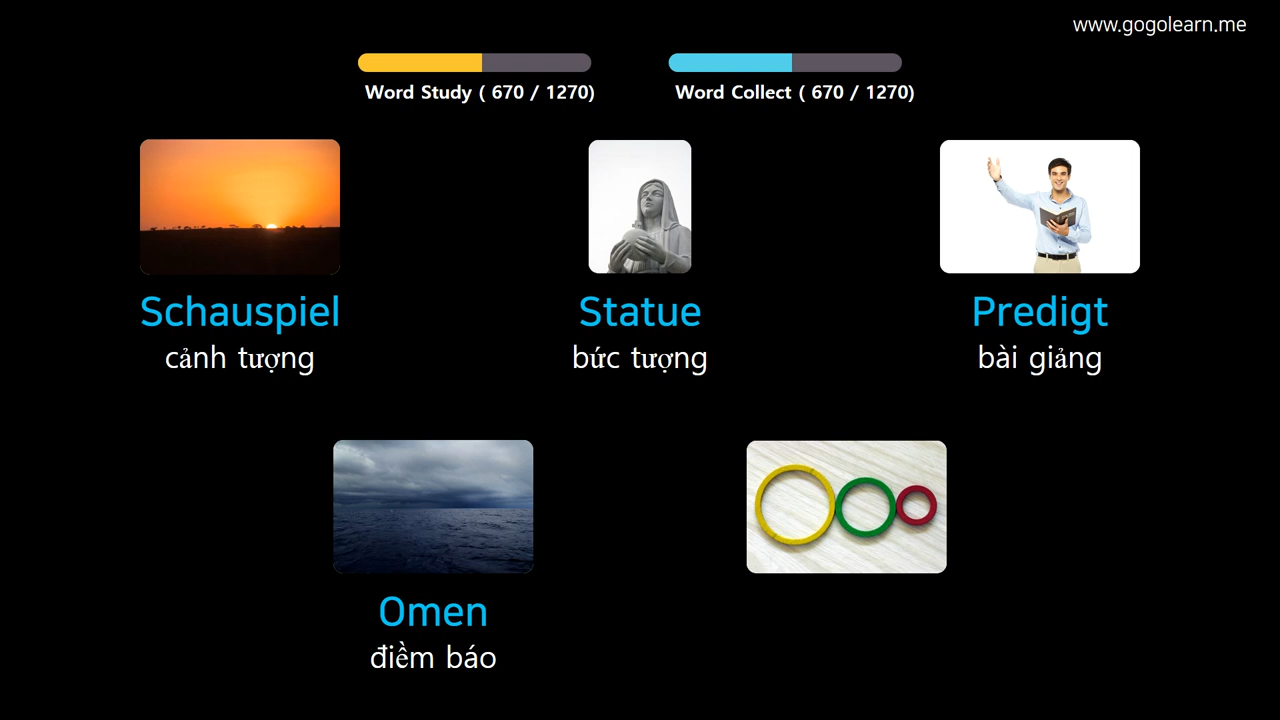 www.gogolearn.me
Word Study ( 670 / 1270)
Word Collect ( 670 / 1270)
Schauspiel
cảnh tượng
Statue
bức tượng
Predigt
bài giảng
Omen
điềm báo